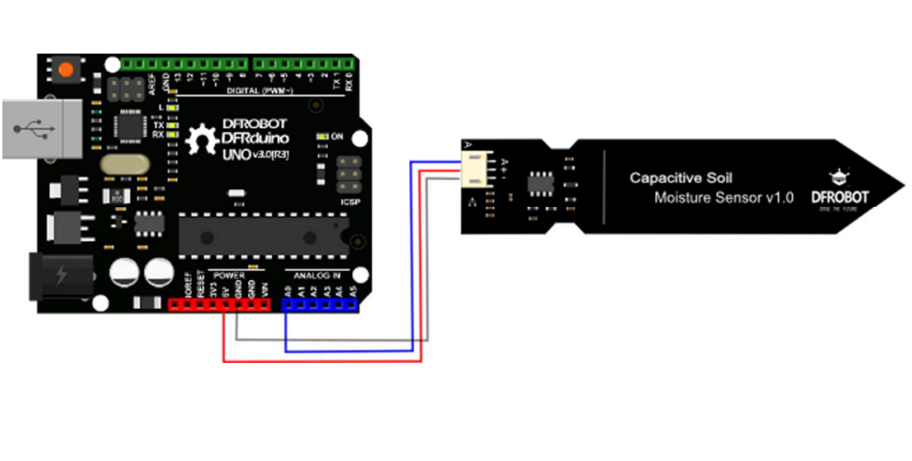 AREF
GND
13
12
~11
~10
~9
8
7
~6
~5
4
~3
2
TX 1
RX 0
DIGITAL (PWM~)
L
TX
RX
DFROBOT
DFRduino
UNO v3.0[R3]
ON
ICSP
POWER
ANALOG IN
IOREF
RESET
3V3
5V
GND
GND
VIN
A0
A1
A2
A3
A4
A5
A
A - +
Capacitive Soil
Moisture Sensor v1.0
DFROBOT
DRIVE THE FUTURE